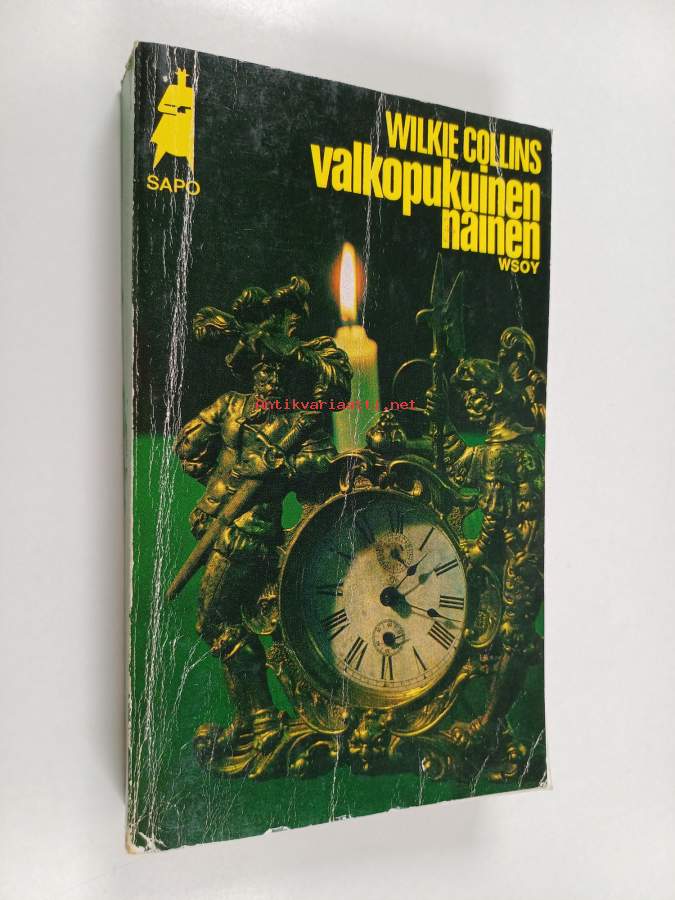 SAPO
WILKIE COLLINS
valkopukuinen
nainen
WSOY
Antikvariaatti.net